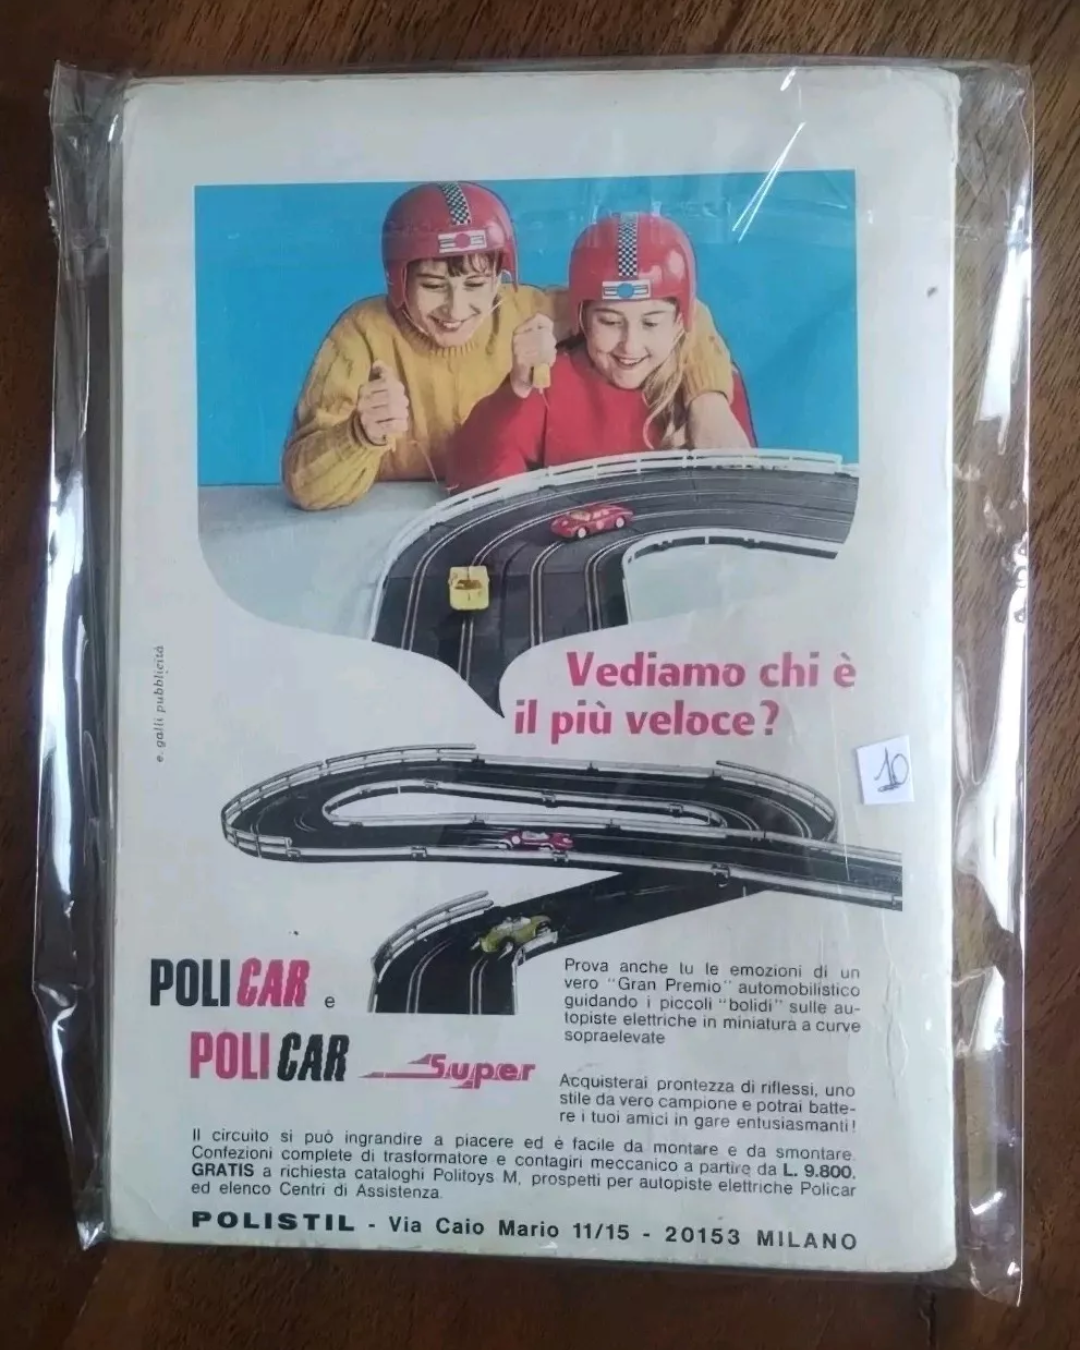 Vediamo chi è
il più veloce?
e. galli pubblicità
10
POLICAR e
POLICAR Super
Prova anche tu le emozioni di un
vero "Gran Premio" automobilistico
guidando i piccoli "bolidi" sulle au-
topiste elettriche in miniatura a curve
sopraelevate
Acquisterai prontezza di riflessi, uno
stile da vero campione e potrai batte-
re i tuoi amici in gare entusiasmanti!
Il circuito si può ingrandire a piacere ed è facile da montare e da smontare.
Confezioni complete di trasformatore e contagiri meccanico a partire da L. 9.800.
GRATIS a richiesta cataloghi Politoys M, prospetti per autopiste elettriche Policar
ed elenco Centri di Assistenza.
POLISTIL - Via Caio Mario 11/15 - 20153 MILANO